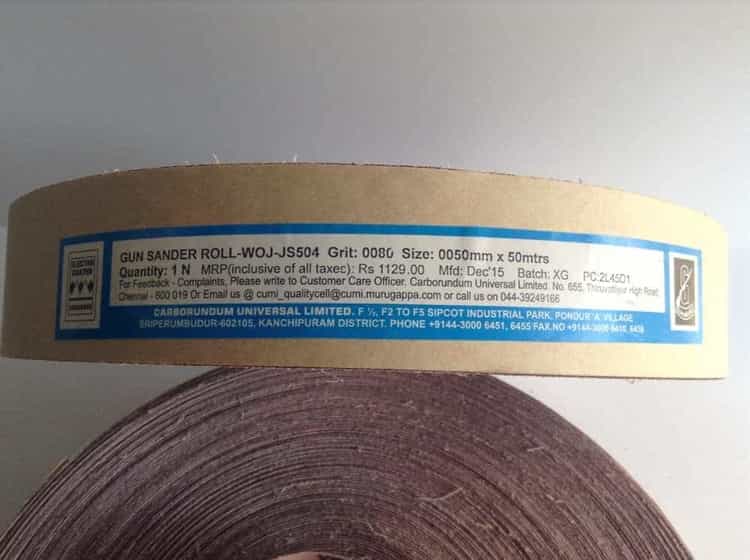 ELECTRO COATED
GUN SANDER ROLL-WOJ-JS504 Grit: 0080 Size: 0050mm x 50mtrs
Quantity: 1 N MRP(inclusive of all taxec): Rs 1129.00 Mfd: Dec'15 Batch: XG PC:2L45D1
For Feedback - Complaints, Please write to Customer Care Officer. Carborundum Universal Limited. No. 655, Thiruvottiyur High Road
Chennai - 600 019 Or Email us @ cumi_qualitycell@cumi.murugappa.com or call us on 044-39249166
CARBORUNDUM UNIVERSAL LIMITED. F ½, F2 TO F5 SIPCOT INDUSTRIAL PARK, PONDUR 'A' VILLAGE
SRIPERUMBUDUR-602105, KANCHIPURAM DISTRICT. PHONE +9144-3000 6451, 6455 FAX.NO +9144-3000 6410, 6436